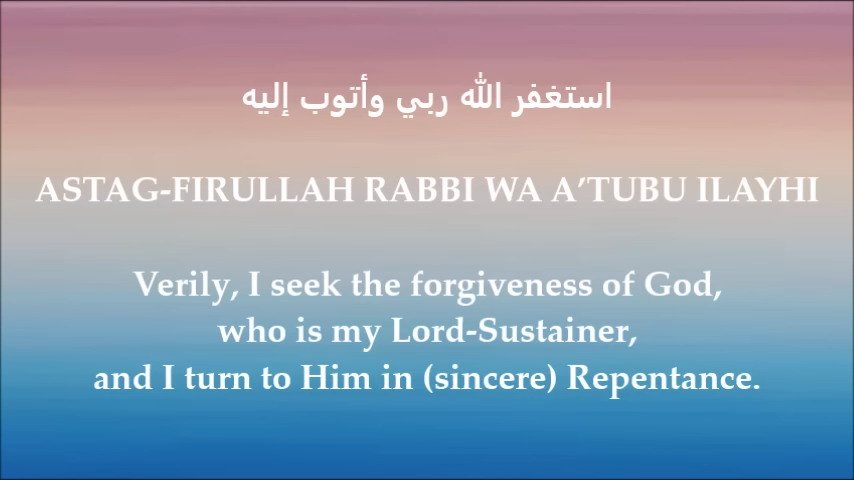 استغفر الله ربي وأتوب إليه
ASTAG-FIRULLAH RABBI WA A’TUBU ILAYHI
Verily, I seek the forgiveness of God,
who is my Lord-Sustainer,
and I turn to Him in (sincere) Repentance.